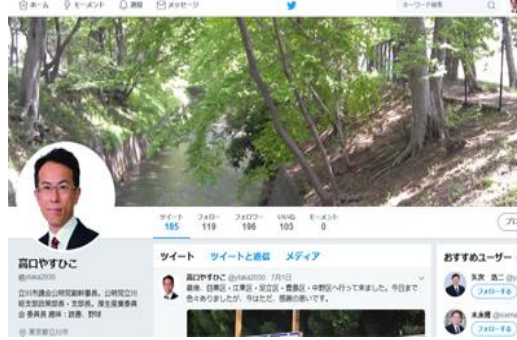 ホーム モーメント 通知 メッセージ
キーワード検索
ツイート フォロー フォロワー いいね モーメント
185 119 196 103 0
高口やすひこ
@ytaka2030
立川市議会公明党副幹事長。公明党立川
総支部政策部長・支部長。厚生産業委員
会 委員長 趣味：読書、野球
東京都立川市
ツイート ツイートと返信 メディア
高口やすひこ @ytaka2030 7月1日
最後、目黒区・江東区・足立区・豊島区・中野区へ行って来ました。今日まで
色々ありましたが、今はただ、感謝の思いです。
おすすめユーザー
矢次 浩二
フォローする
フォローする